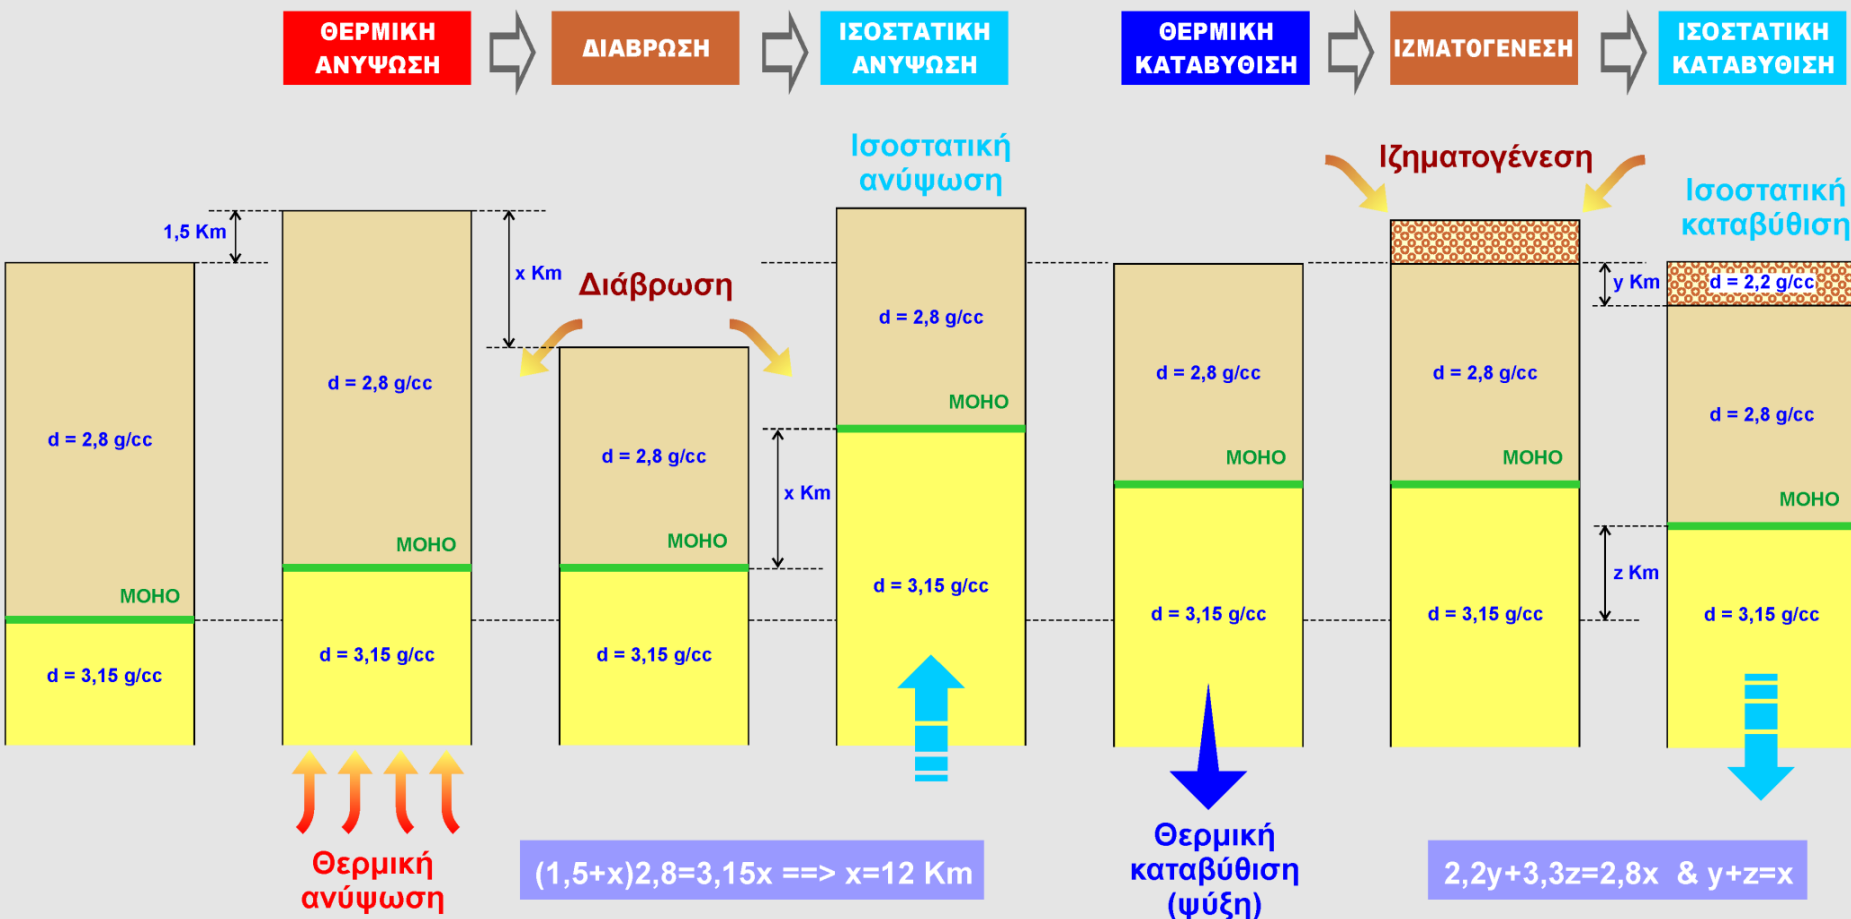 ΘΕΡΜΙΚΗ
ΑΝΥΨΩΣΗ
ΔΙΑΒΡΩΣΗ
ΙΣΟΣΤΑΤΙΚΗ
ΑΝΥΨΩΣΗ
ΘΕΡΜΙΚΗ
ΚΑΤΑΒΥΘΙΣΗ
ΙΖΜΑΤΟΓΕΝΕΣΗ
ΙΣΟΣΤΑΤΙΚΗ
ΚΑΤΑΒΥΘΙΣΗ
1,5 Km
d = 2,8 g/cc
MOHO
d = 3,15 g/cc
d = 2,8 g/cc
MOHO
d = 3,15 g/cc
Θερμική
ανύψωση
x Km
Διάβρωση
d = 2,8 g/cc
MOHO
d = 3,15 g/cc
Ισοστατική
ανύψωση
d = 2,8 g/cc
MOHO
x Km
d = 3,15 g/cc
(1,5+x)2,8=3,15x ==> x=12 Km
d = 2,8 g/cc
MOHO
d = 3,15 g/cc
Θερμική
καταβύθιση
(ψύξη)
Ιζηματογένεση
d = 2,8 g/cc
MOHO
d = 3,15 g/cc
Ισοστατική
καταβύθιση
y Km
d = 2,2 g/cc
d = 2,8 g/cc
MOHO
z Km
d = 3,15 g/cc
2,2y+3,3z=2,8x & y+z=x